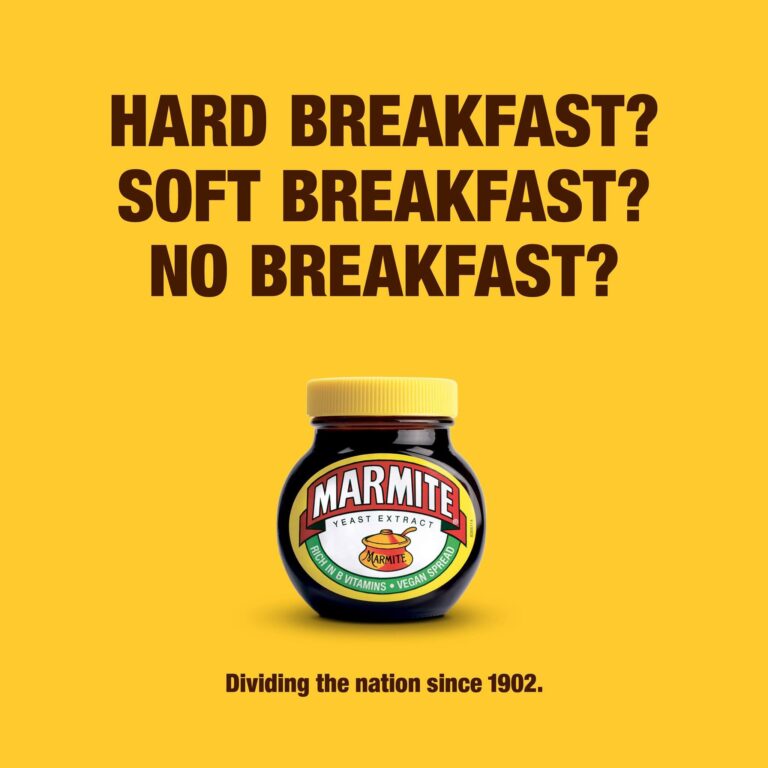 HARD BREAKFAST?
SOFT BREAKFAST?
NO BREAKFAST?
MARMITE
YEAST EXTRACT
MARMITE
RICH IN B VITAMINS • VEGAN SPREAD
Dividing the nation since 1902.